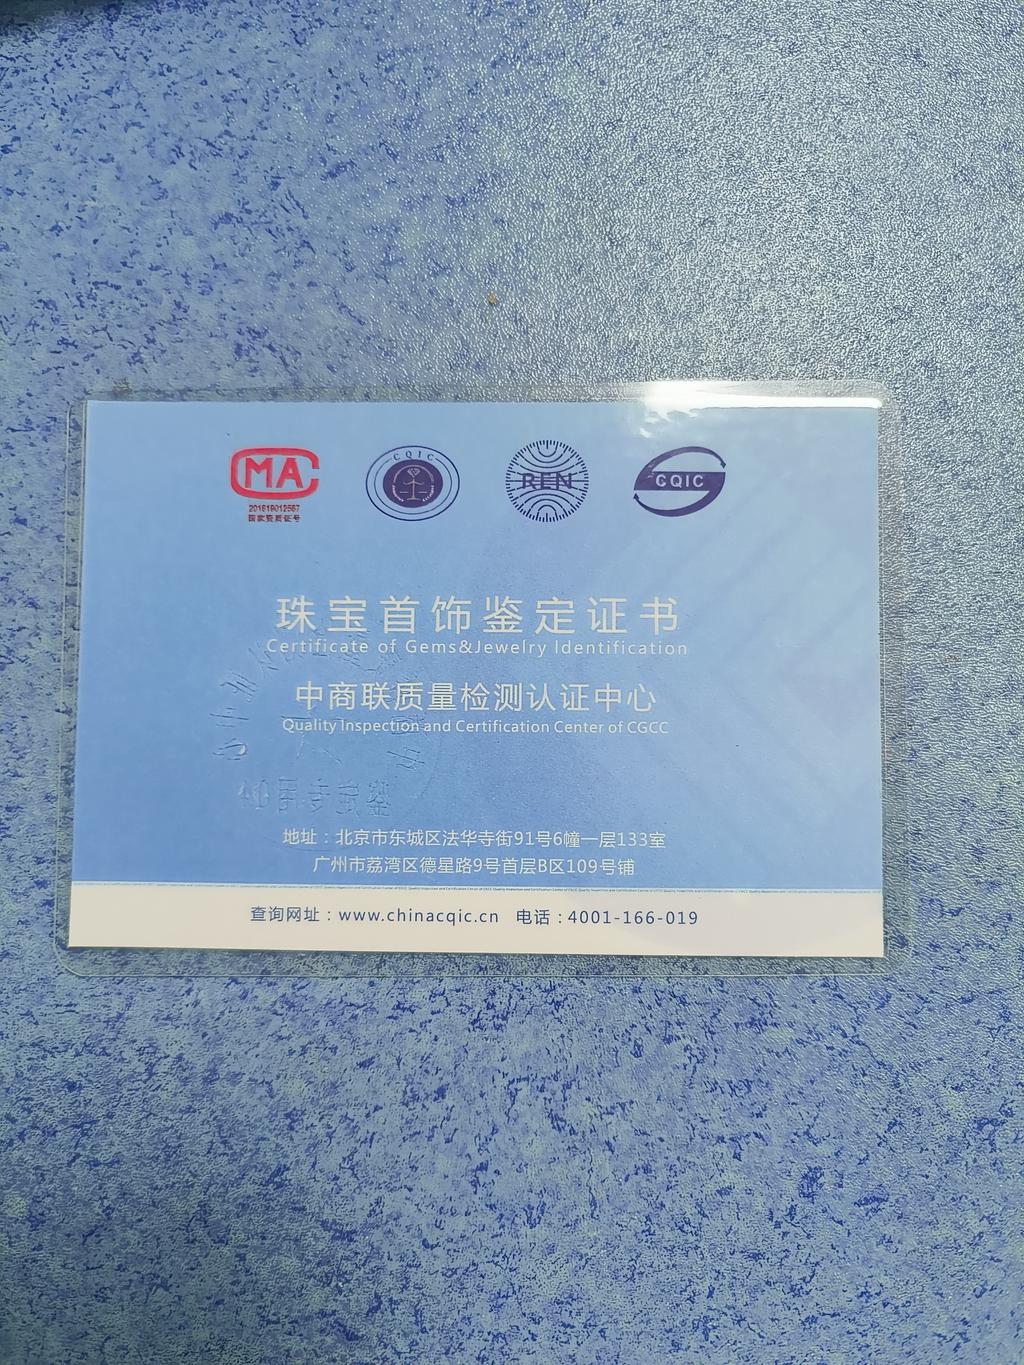 MA
201619012567
国家资质证号
CQIC
REN
CQIC
珠宝首饰鉴定证书
Certificate of Gems&Jewelry Identification
中商联质量检测认证中心
Quality Inspection and Certification Center of CGCC
地址：北京市东城区法华寺街91号6幢一层133室
广州市荔湾区德星路9号首层B区109号铺
查询网址：www.chinacqic.cn 电话：4001-166-019